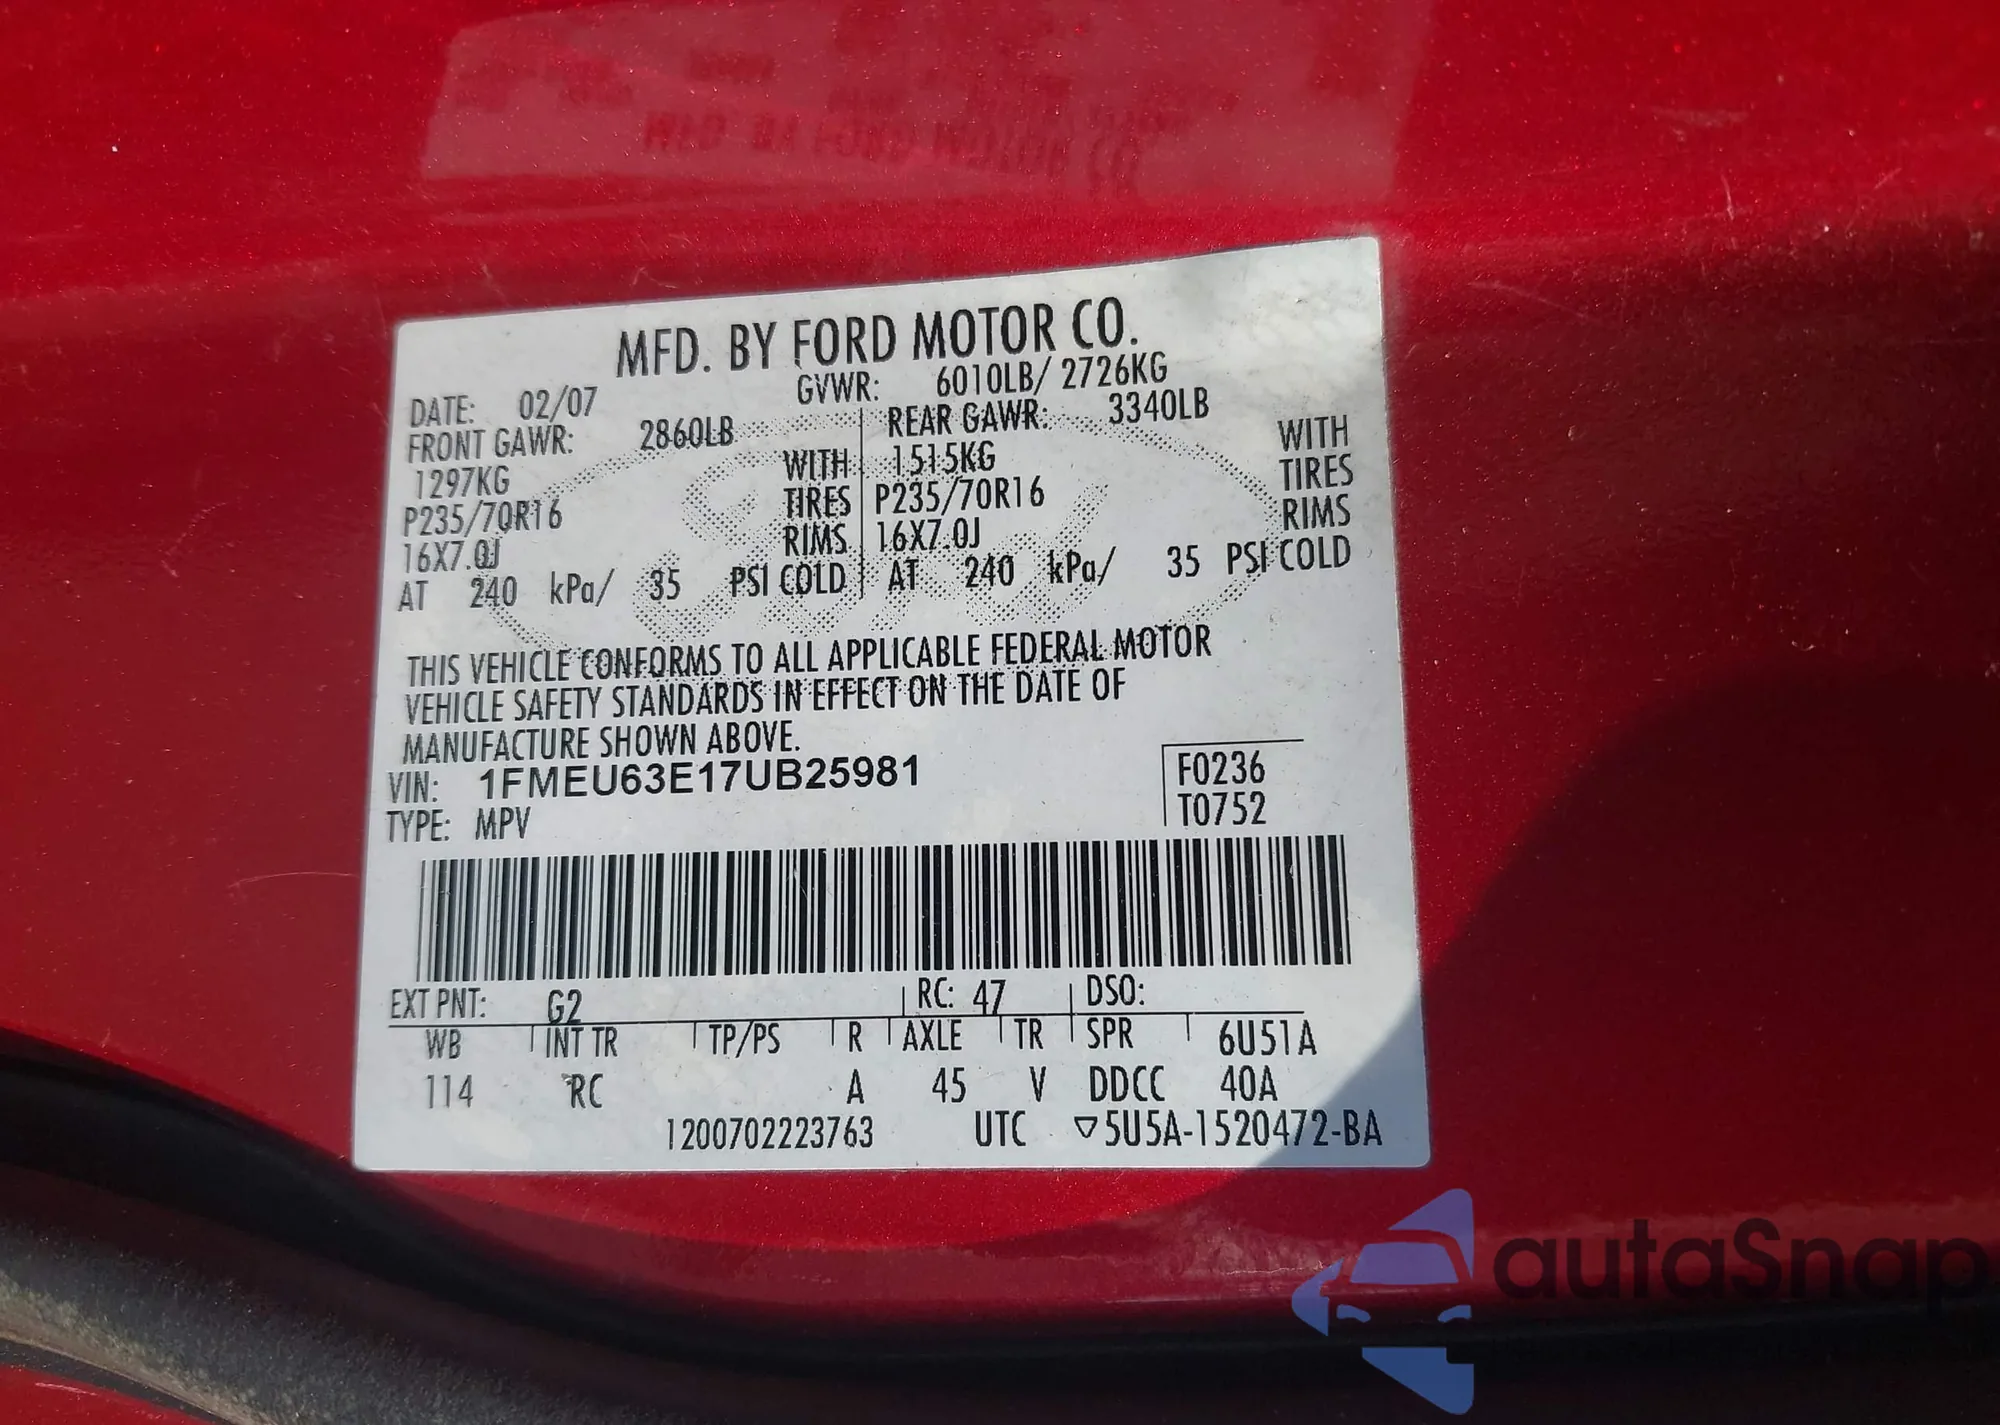 MFD. BY FORD MOTOR CO.
DATE: 02/07 GVWR: 6010LB/ 2726KG
FRONT GAWR: 2860LB REAR GAWR: 3340LB
1297KG WITH 1515KG WITH
P235/70R16 TIRES P235/70R16 TIRES
16X7.0J RIMS 16X7.0J RIMS
AT 240 kPa/ 35 PSI COLD AT 240 kPa/ 35 PSI COLD
THIS VEHICLE CONFORMS TO ALL APPLICABLE FEDERAL MOTOR
VEHICLE SAFETY STANDARDS IN EFFECT ON THE DATE OF
MANUFACTURE SHOWN ABOVE.
VIN: 1FMEU63E17UB25981 F0236
TYPE: MPV T0752
EXT PNT: G2 RC: 47 DSO:
WB INT TR TP/PS R AXLE TR SPR 6U51A
114 RC A 45 V DDCC 40A
1200702223763 UTC ▽5U5A-1520472-BA
autaSnap